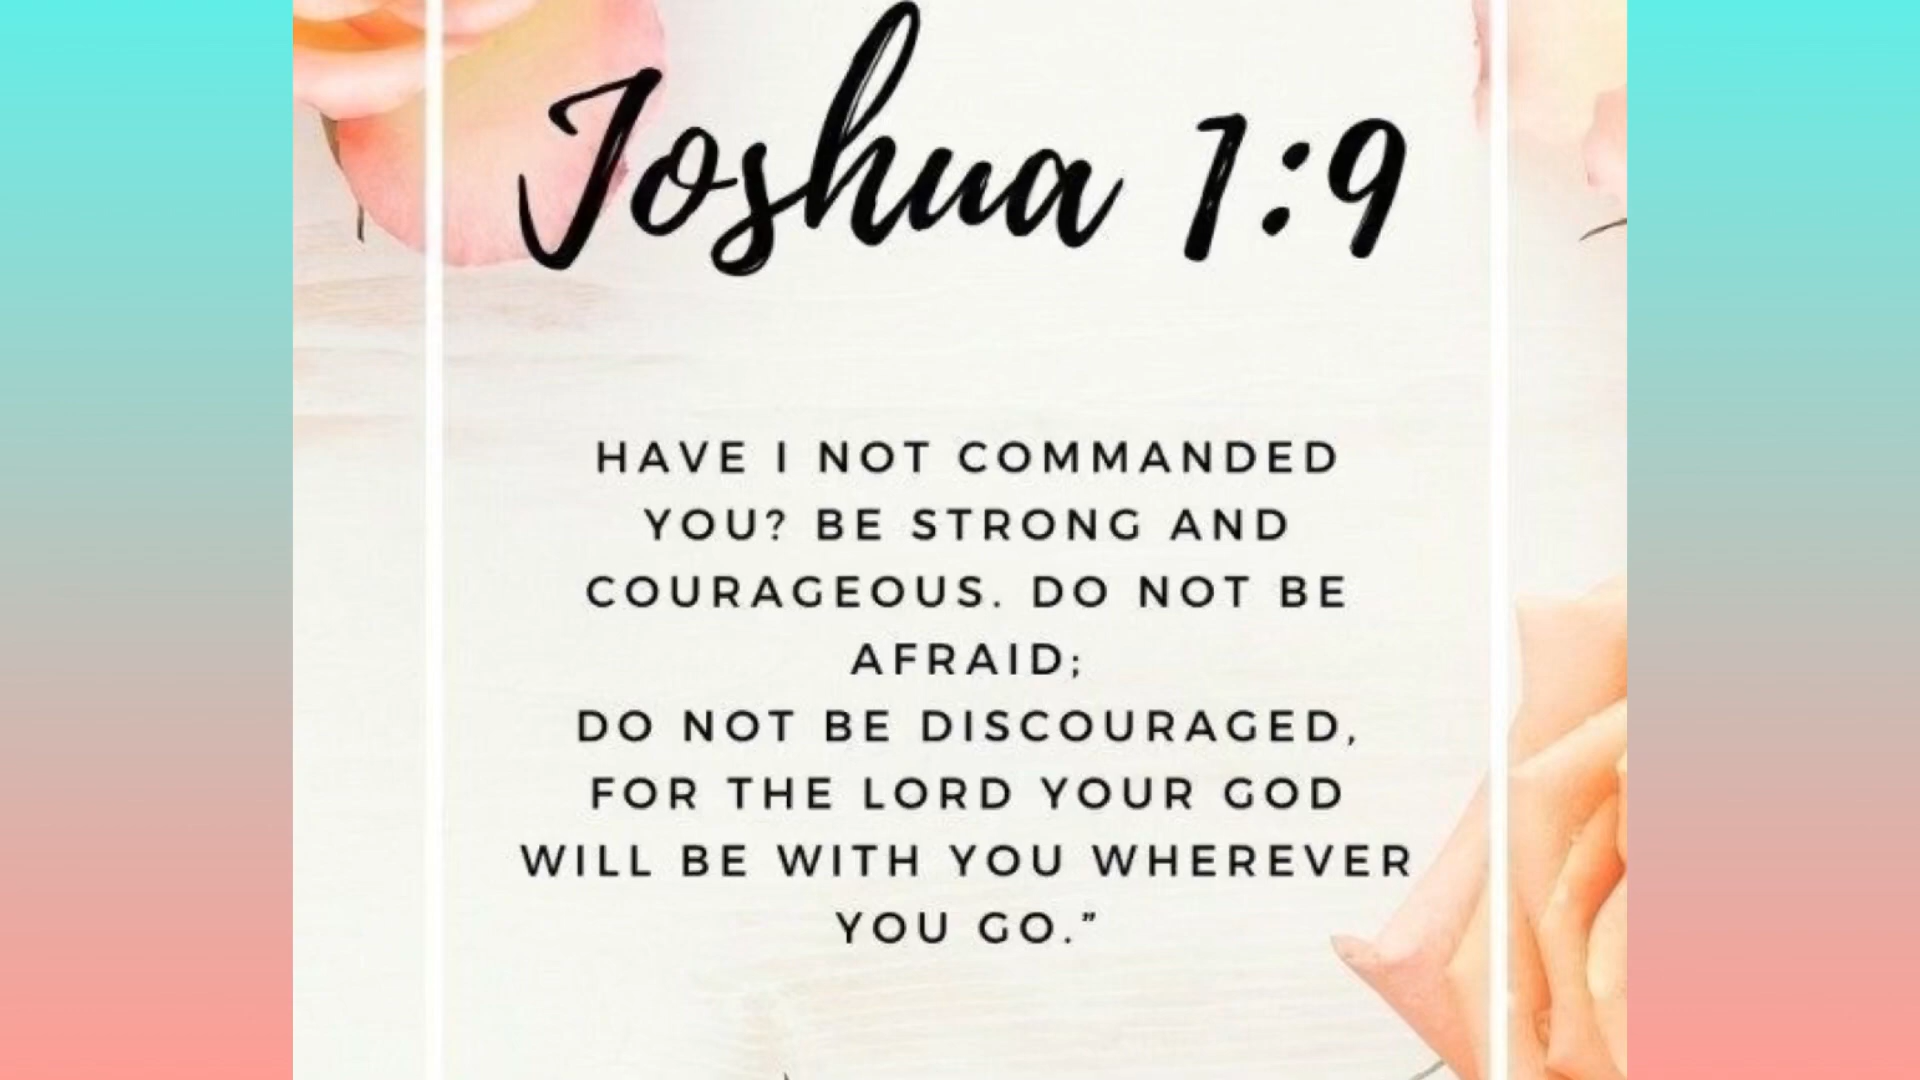 Joshua 1:9
HAVE I NOT COMMANDED
YOU? BE STRONG AND
COURAGEOUS. DO NOT BE
AFRAID;
DO NOT BE DISCOURAGED,
FOR THE LORD YOUR GOD
WILL BE WITH YOU WHEREVER
YOU GO.”